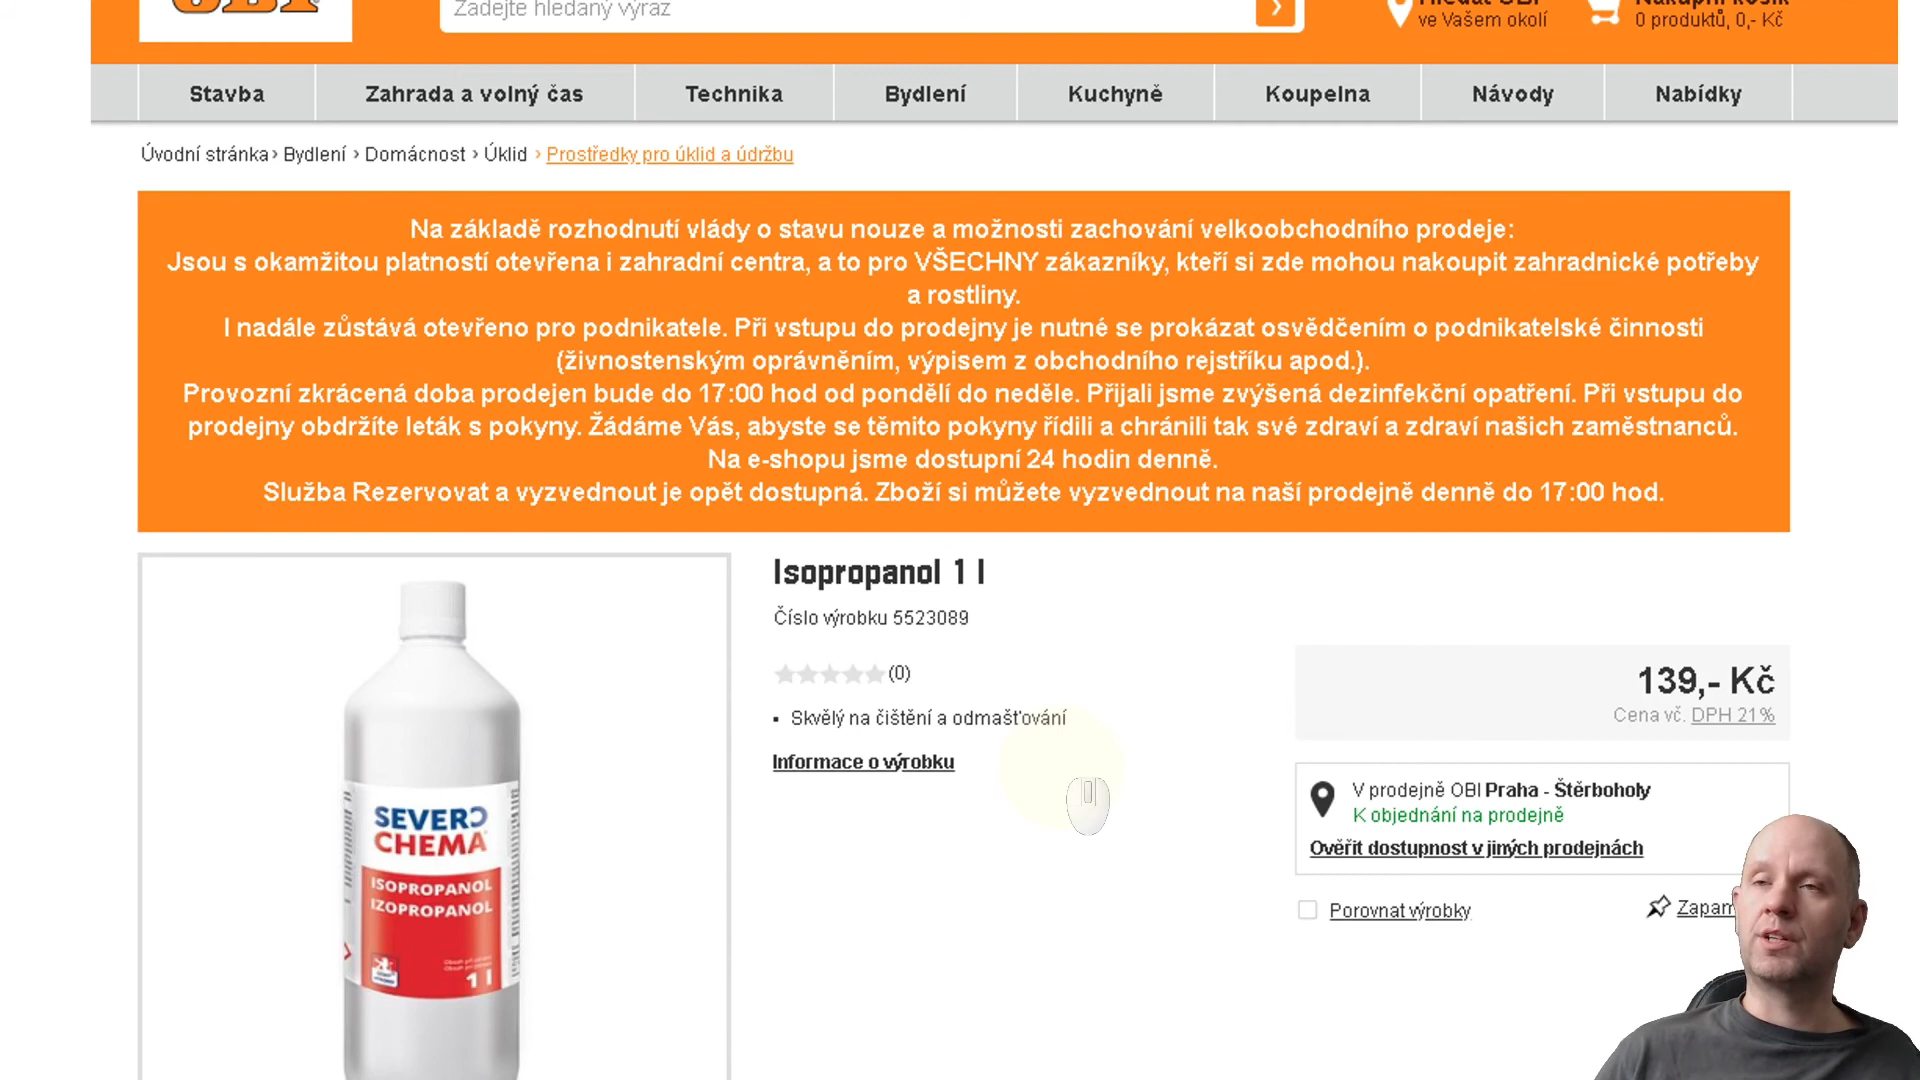 OBI
Zadejte hledaný výraz
Hledat OBI
ve Vašem okolí
Nákupní košík
0 produktů, 0,- Kč
Stavba
Zahrada a volný čas
Technika
Bydlení
Kuchyně
Koupelna
Návody
Nabídky
Úvodní stránka › Bydlení › Domácnost › Úklid › Prostředky pro úklid a údržbu
Na základě rozhodnutí vlády o stavu nouze a možnosti zachování velkoobchodního prodeje:
Jsou s okamžitou platností otevřena i zahradní centra, a to pro VŠECHNY zákazníky, kteří si zde mohou nakoupit zahradnické potřeby
a rostliny.
I nadále zůstává otevřeno pro podnikatele. Při vstupu do prodejny je nutné se prokázat osvědčením o podnikatelské činnosti
(živnostenským oprávněním, výpisem z obchodního rejstříku apod.).
Provozní zkrácená doba prodejen bude do 17:00 hod od pondělí do neděle. Přijali jsme zvýšená dezinfekční opatření. Při vstupu do
prodejny obdržíte leták s pokyny. Žádáme Vás, abyste se těmito pokyny řídili a chránili tak své zdraví a zdraví našich zaměstnanců.
Na e-shopu jsme dostupní 24 hodin denně.
Služba Rezervovat a vyzvednout je opět dostupná. Zboží si můžete vyzvednout na naší prodejně denně do 17:00 hod.
Isopropanol 1 l
Číslo výrobku 5523089
(0)
▪ Skvělý na čištění a odmašťování
Informace o výrobku
139,- Kč
Cena vč. DPH 21%
V prodejně OBI Praha - Štěrboholy
K objednání na prodejně
Ověřit dostupnost v jiných prodejnách
Porovnat výrobky
Zapam
SEVERO
CHEMA
ISOPROPANOL
IZOPROPANOL
1 l